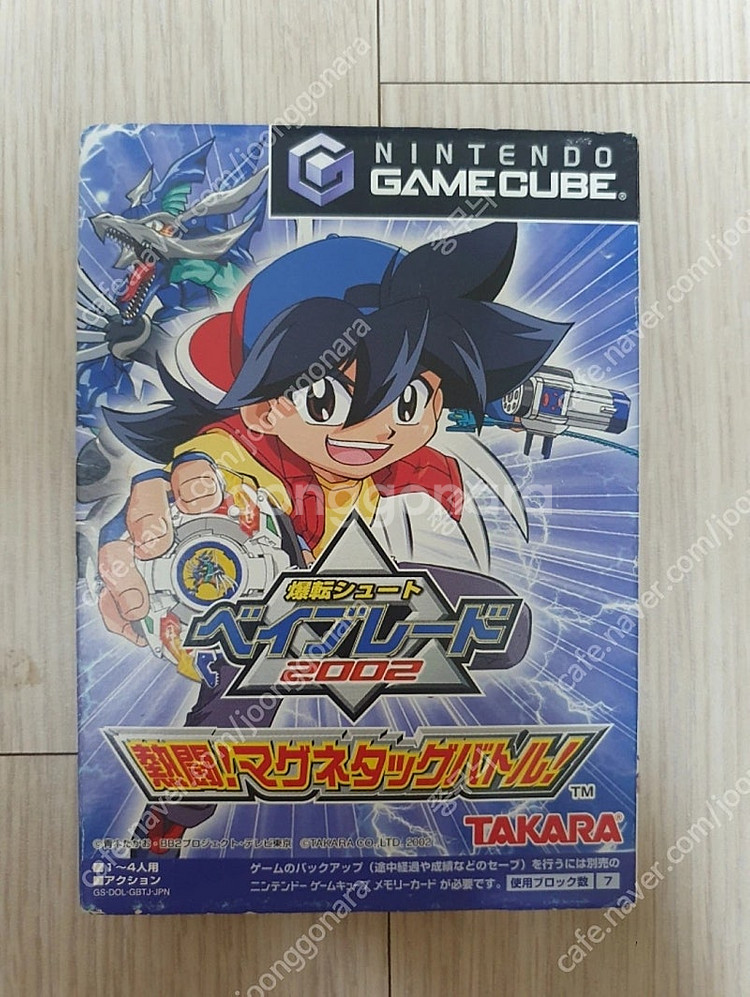 NINTENDO
GAMECUBE®
爆転シュート
ベイブレード
2002
熱闘!マグネタッグバトル!
TM
TAKARA®
©青木たかお・BB2プロジェクト・テレビ東京 ©TAKARA CO.,LTD. 2002
1〜4人用
アクション
GS-DOL-GBTJ-JPN
ゲームのバックアップ（途中経過や成績などのセーブ）を行うには別売の
ニンテンドー ゲームキューブ メモリーカード が必要です。
使用ブロック数 7
joonggonara
cafe.naver.com/joonggonara